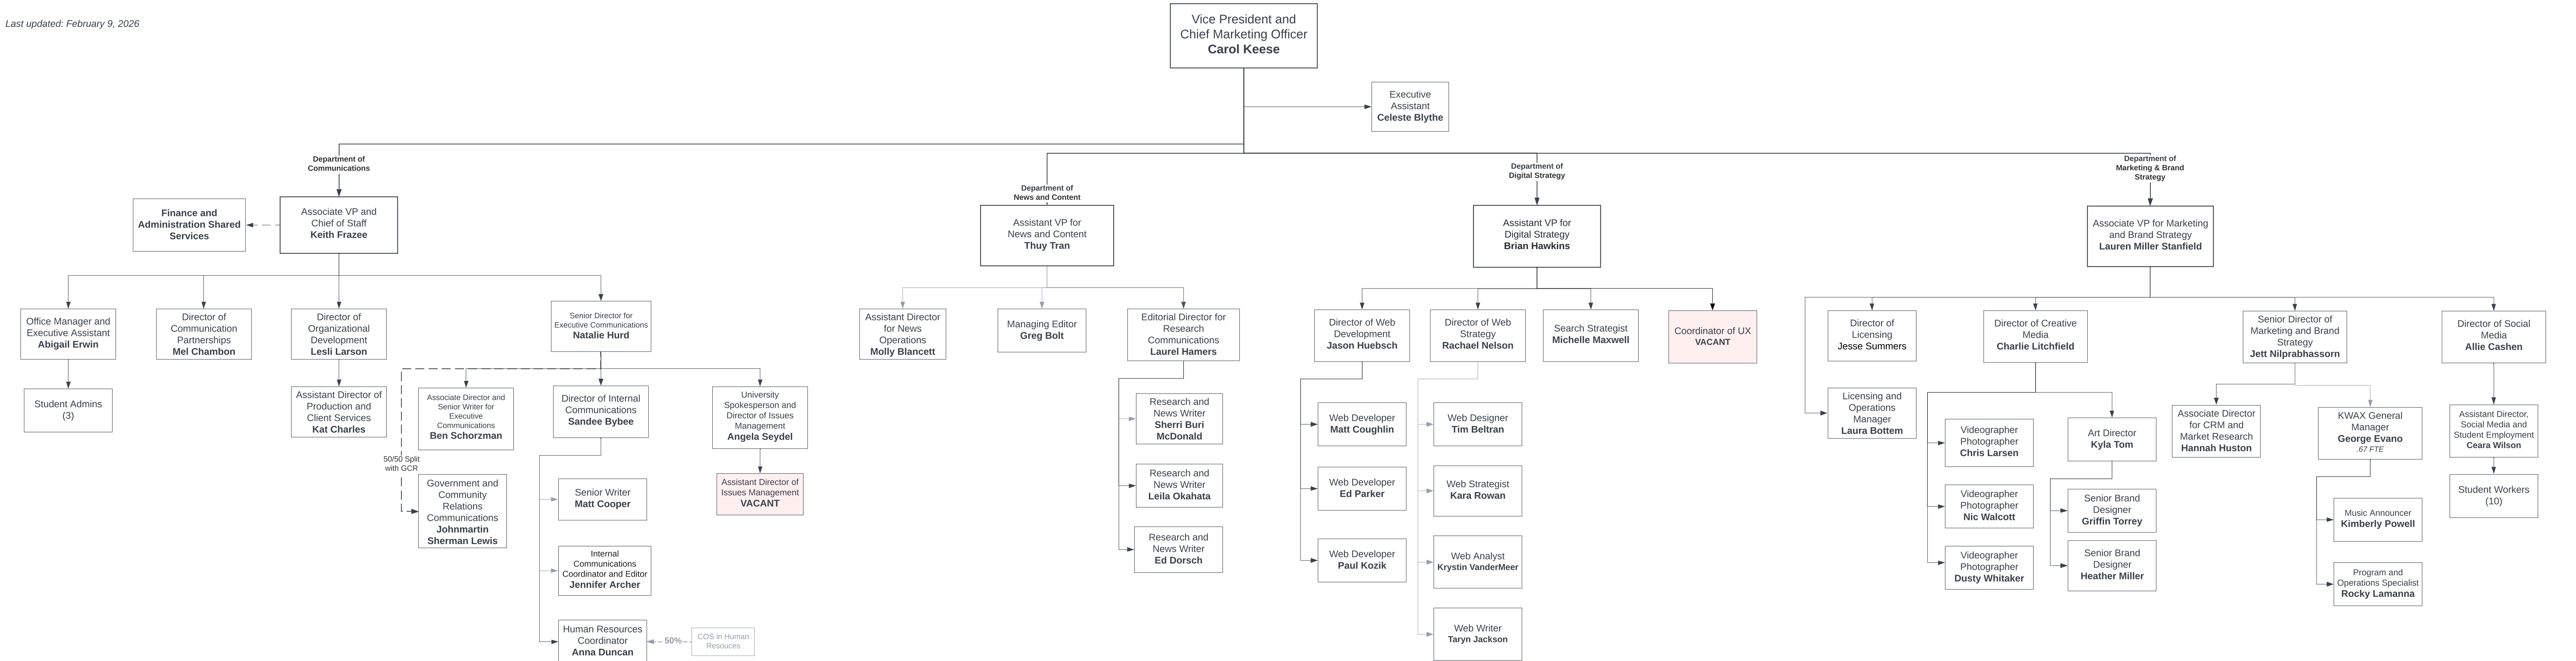 Last updated: February 9, 2026
Vice President and
Chief Marketing Officer
Carol Keese
Executive
Assistant
Celeste Blythe
Department of
Communications
Finance and
Administration Shared
Services
Associate VP and
Chief of Staff
Keith Frazee
Office Manager and
Executive Assistant
Abigail Erwin
Student Admins
(3)
Director of
Communication
Partnerships
Mel Chambon
Director of
Organizational
Development
Lesli Larson
Assistant Director of
Production and
Client Services
Kat Charles
Senior Director for
Executive Communications
Natalie Hurd
Associate Director and
Senior Writer for
Executive
Communications
Ben Schorzman
50/50 Split
with GCR
Government and
Community
Relations
Communications
Johnmartin
Sherman Lewis
Director of Internal
Communications
Sandee Bybee
Senior Writer
Matt Cooper
Internal
Communications
Coordinator and Editor
Jennifer Archer
Human Resources
Coordinator
Anna Duncan
50%
COS in Human
Resouces
University
Spokesperson and
Director of Issues
Management
Angela Seydel
Assistant Director of
Issues Management
VACANT
Department of
News and Content
Assistant VP for
News and Content
Thuy Tran
Assistant Director
for News
Operations
Molly Blancett
Managing Editor
Greg Bolt
Editorial Director for
Research
Communications
Laurel Hamers
Research and
News Writer
Sherri Buri
McDonald
Research and
News Writer
Leila Okahata
Research and
News Writer
Ed Dorsch
Department of
Digital Strategy
Assistant VP for
Digital Strategy
Brian Hawkins
Director of Web
Development
Jason Huebsch
Web Developer
Matt Coughlin
Web Developer
Ed Parker
Web Developer
Paul Kozik
Director of Web
Strategy
Rachael Nelson
Web Designer
Tim Beltran
Web Strategist
Kara Rowan
Web Analyst
Krystin VanderMeer
Web Writer
Taryn Jackson
Search Strategist
Michelle Maxwell
Coordinator of UX
VACANT
Department of
Marketing & Brand
Strategy
Associate VP for Marketing
and Brand Strategy
Lauren Miller Stanfield
Director of
Licensing
Jesse Summers
Licensing and
Operations
Manager
Laura Bottem
Director of Creative
Media
Charlie Litchfield
Videographer
Photographer
Chris Larsen
Videographer
Photographer
Nic Walcott
Videographer
Photographer
Dusty Whitaker
Art Director
Kyla Tom
Senior Brand
Designer
Griffin Torrey
Senior Brand
Designer
Heather Miller
Senior Director of
Marketing and Brand
Strategy
Jett Nilprabhassorn
Associate Director
for CRM and
Market Research
Hannah Huston
KWAX General
Manager
George Evano
.67 FTE
Music Announcer
Kimberly Powell
Program and
Operations Specialist
Rocky Lamanna
Director of Social
Media
Allie Cashen
Assistant Director,
Social Media and
Student Employment
Ceara Wilson
Student Workers
(10)